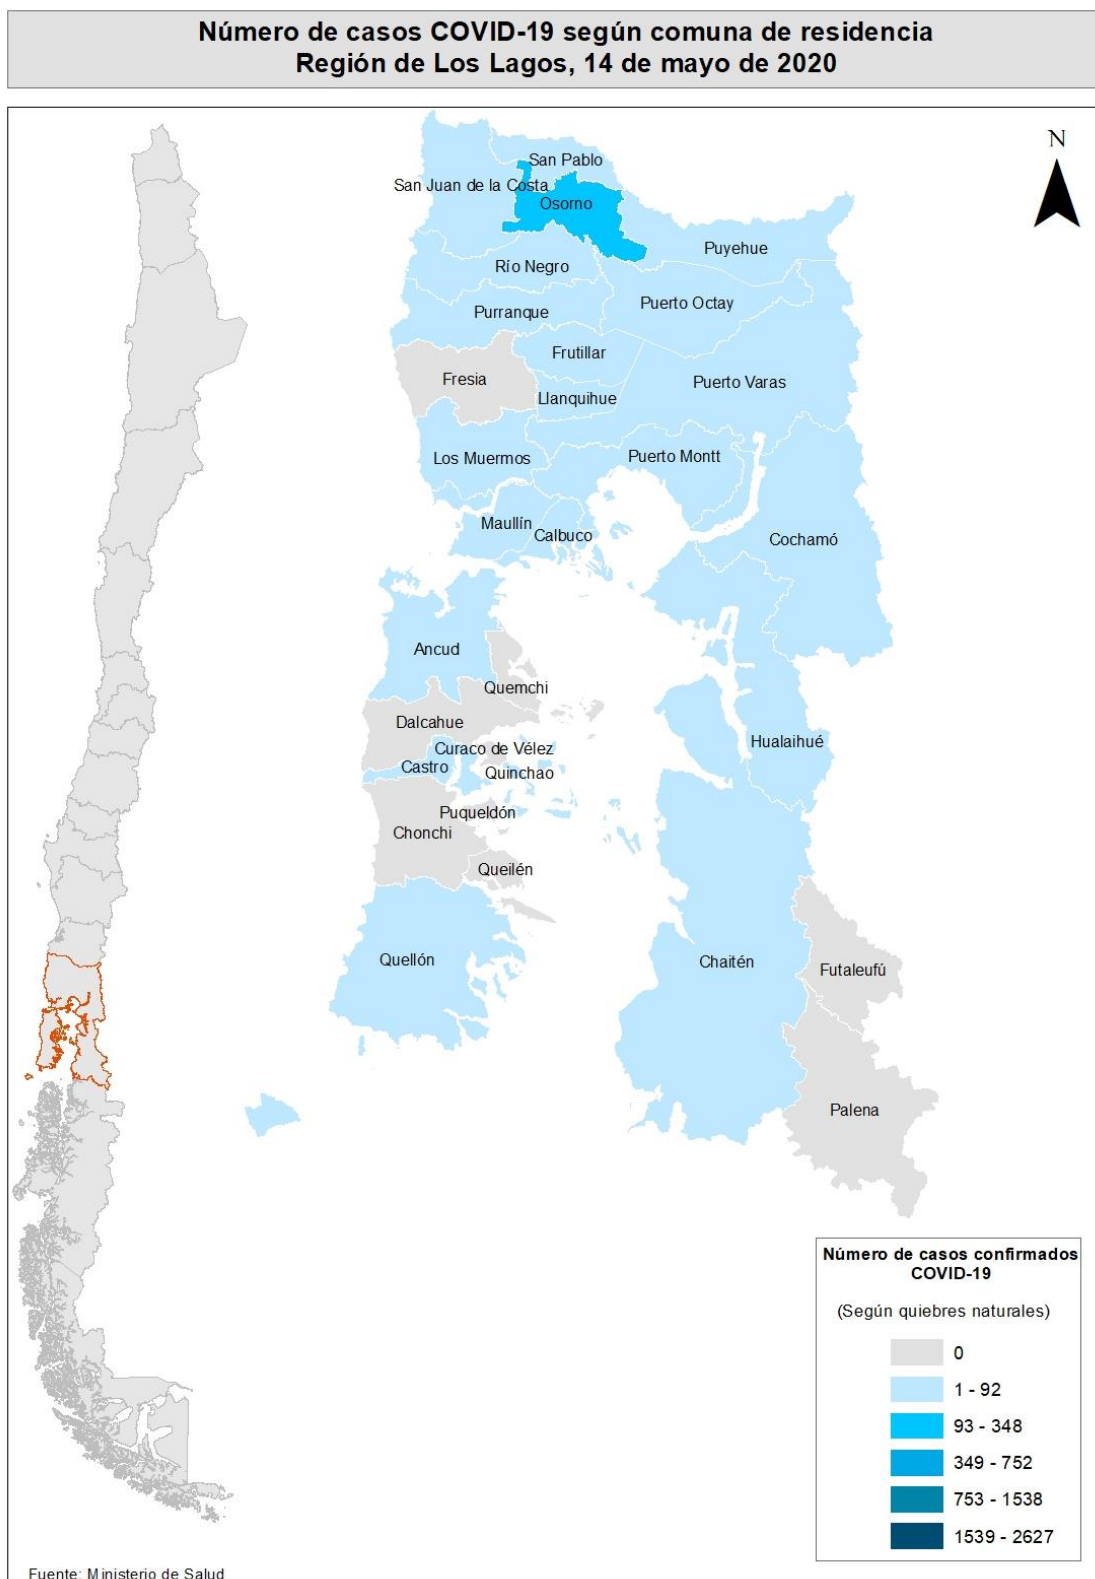 Número de casos COVID-19 según comuna de residencia
Región de Los Lagos, 14 de mayo de 2020
N
San Pablo
San Juan de la Costa
Osorno
Puyehue
Río Negro
Puerto Octay
Purranque
Frutillar
Fresia
Puerto Varas
Llanquihue
Los Muermos
Puerto Montt
Maullín
Calbuco
Cochamó
Ancud
Quemchi
Dalcahue
Hualaihué
Curaco de Vélez
Castro
Quinchao
Puqueldón
Chonchi
Queilén
Quellón
Chaitén
Futaleufú
Palena
Número de casos confirmados
COVID-19
(Según quiebres naturales)
0
1 - 92
93 - 348
349 - 752
753 - 1538
1539 - 2627
Fuente: Ministerio de Salud